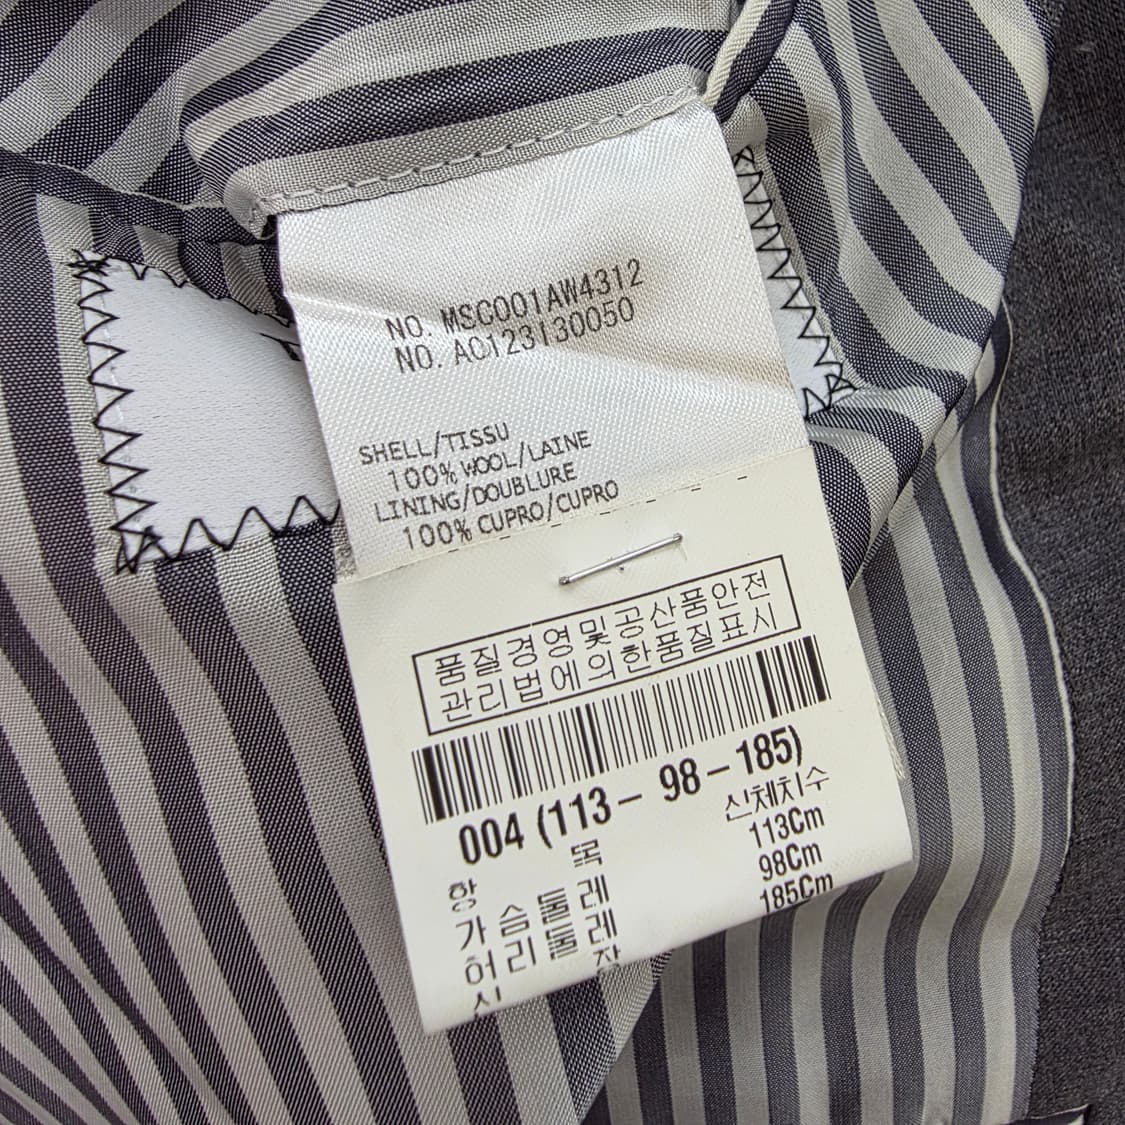 NO. MSC001AW4312
NO. AC123130050
SHELL/TISSU
100% WOOL/LAINE
LINING/DOUBLURE
100% CUPRO/CUPRO
품질경영및공산품안전
관리법에의한품질표시
004 (113 - 98 - 185)
항 목 신체치수
가슴둘레 113Cm
허리둘레 98Cm
185Cm